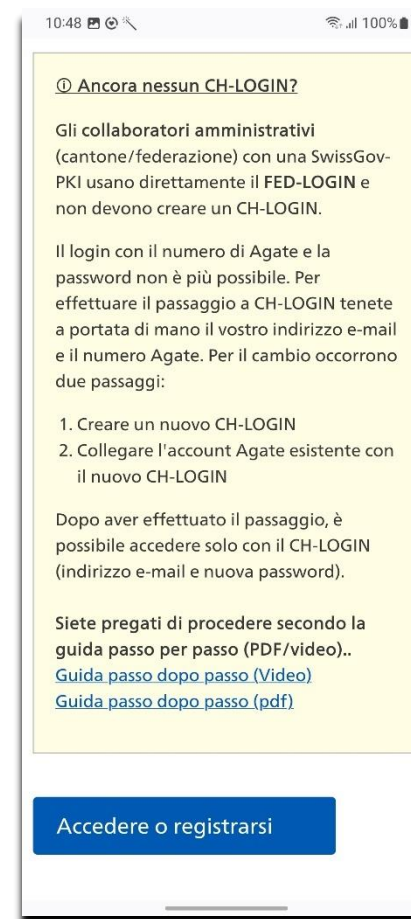 10:48
100%
Ⓘ Ancora nessun CH-LOGIN?
Gli collaboratori amministrativi
(cantone/federazione) con una SwissGov-
PKI usano direttamente il FED-LOGIN e
non devono creare un CH-LOGIN.
Il login con il numero di Agate e la
password non è più possibile. Per
effettuare il passaggio a CH-LOGIN tenete
a portata di mano il vostro indirizzo e-mail
e il numero Agate. Per il cambio occorrono
due passaggi:
1. Creare un nuovo CH-LOGIN
2. Collegare l'account Agate esistente con
il nuovo CH-LOGIN
Dopo aver effettuato il passaggio, è
possibile accedere solo con il CH-LOGIN
(indirizzo e-mail e nuova password).
Siete pregati di procedere secondo la
guida passo per passo (PDF/video)..
Guida passo dopo passo (Video)
Guida passo dopo passo (pdf)
Accedere o registrarsi